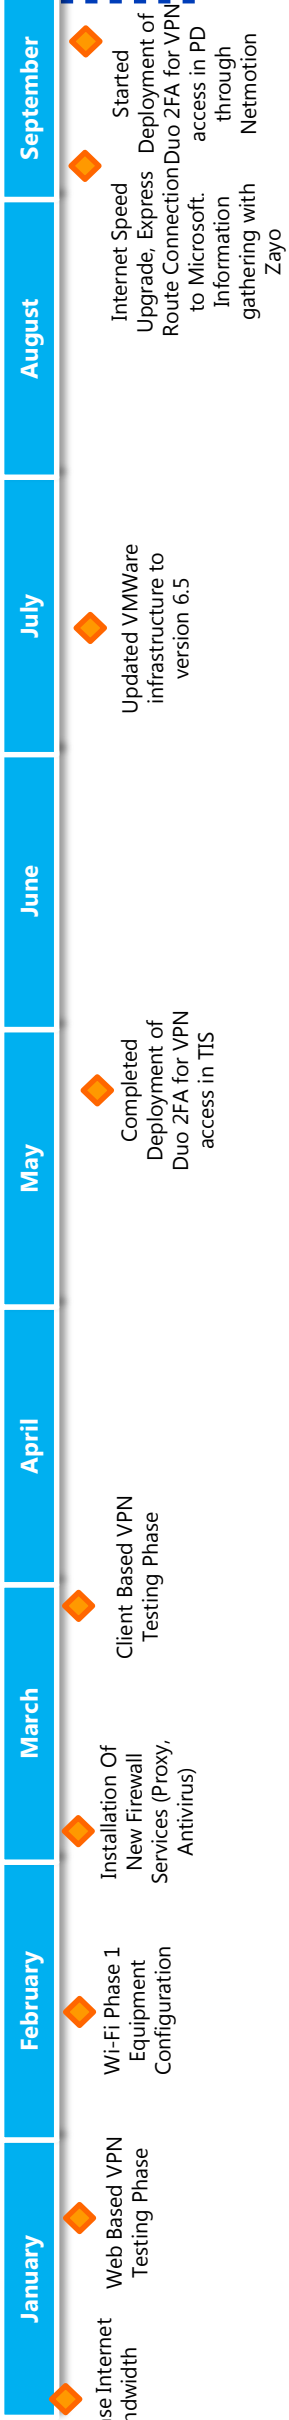 January
February
March
April
May
June
July
August
September
se Internet
ndwidth
Web Based VPN
Testing Phase
Wi-Fi Phase 1
Equipment
Configuration
Installation Of
New Firewall
Services (Proxy,
Antivirus)
Client Based VPN
Testing Phase
Completed
Deployment of
Duo 2FA for VPN
access in TIS
Updated VMWare
infrastructure to
version 6.5
Internet Speed
Upgrade, Express
Route Connection
to Microsoft.
Information
gathering with
Zayo
Started
Deployment of
Duo 2FA for VPN
access in PD
through
Netmotion